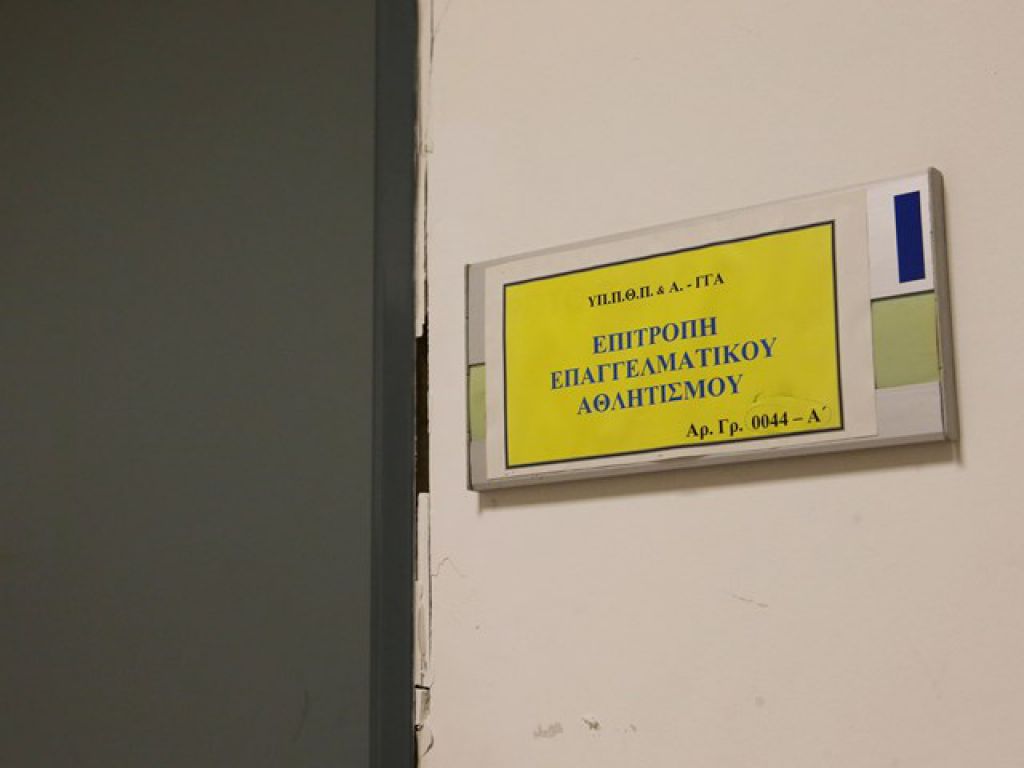 ΥΠ.Π.Θ.Π. & Α. - ΓΓΑ
ΕΠΙΤΡΟΠΗ
ΕΠΑΓΓΕΛΜΑΤΙΚΟΥ
ΑΘΛΗΤΙΣΜΟΥ
Αρ. Γρ. 0044 – Α΄